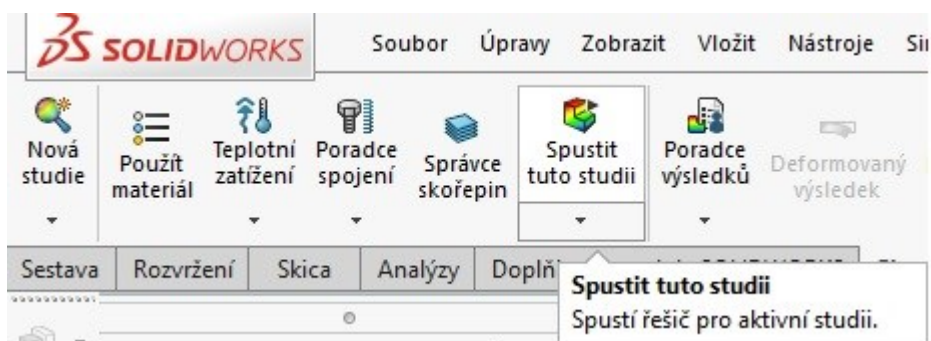 SOLIDWORKS Soubor Úpravy Zobrazit Vložit Nástroje
Nová studie
Použít materiál
Teplotní zatížení
Poradce spojení
Správce skořepin
Spustit tuto studii
Poradce výsledků
Deformovaný výsledek
Sestava Rozvržení Skica Analýzy
Spustit tuto studii
Spustí řešič pro aktivní studii.